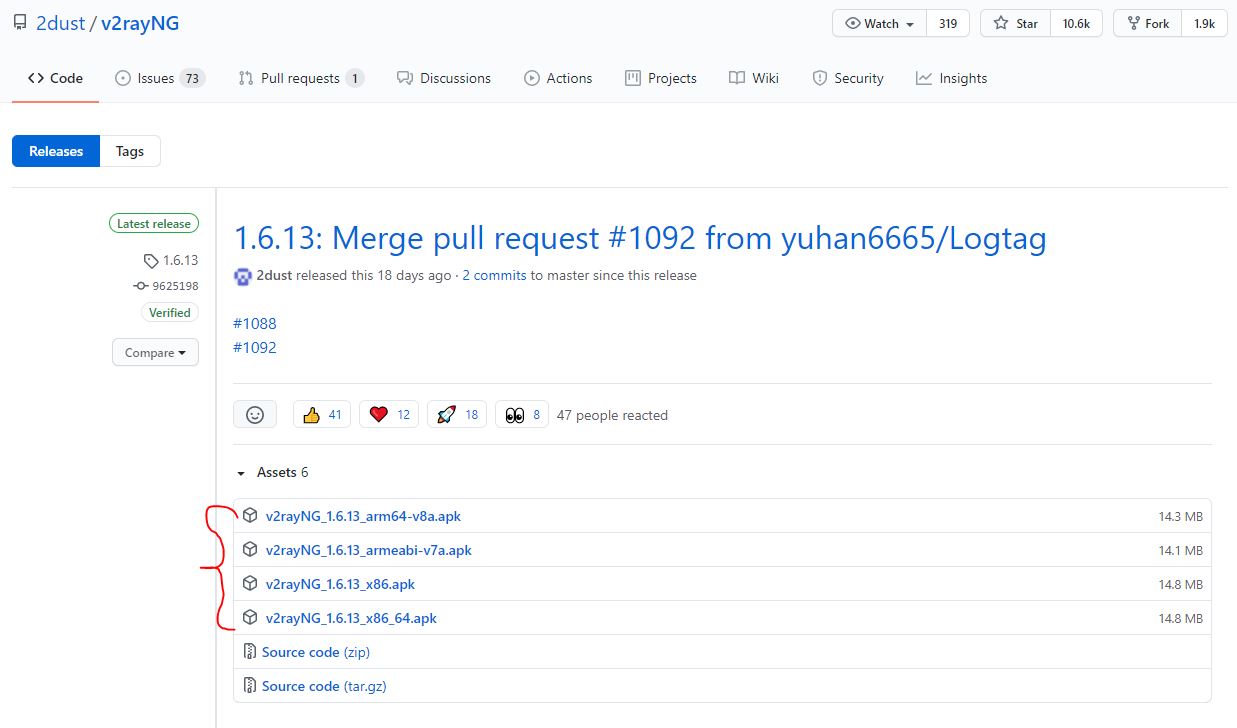 2dust / v2rayNG
Watch 319 Star 10.6k Fork 1.9k
Code Issues 73 Pull requests 1 Discussions Actions Projects Wiki Security Insights
Releases Tags
Latest release
1.6.13
9625198
Verified
Compare
1.6.13: Merge pull request #1092 from yuhan6665/Logtag
2dust released this 18 days ago · 2 commits to master since this release
#1088
#1092
41 12 18 8 47 people reacted
Assets 6
v2rayNG_1.6.13_arm64-v8a.apk 14.3 MB
v2rayNG_1.6.13_armeabi-v7a.apk 14.1 MB
v2rayNG_1.6.13_x86.apk 14.8 MB
v2rayNG_1.6.13_x86_64.apk 14.8 MB
Source code (zip)
Source code (tar.gz)